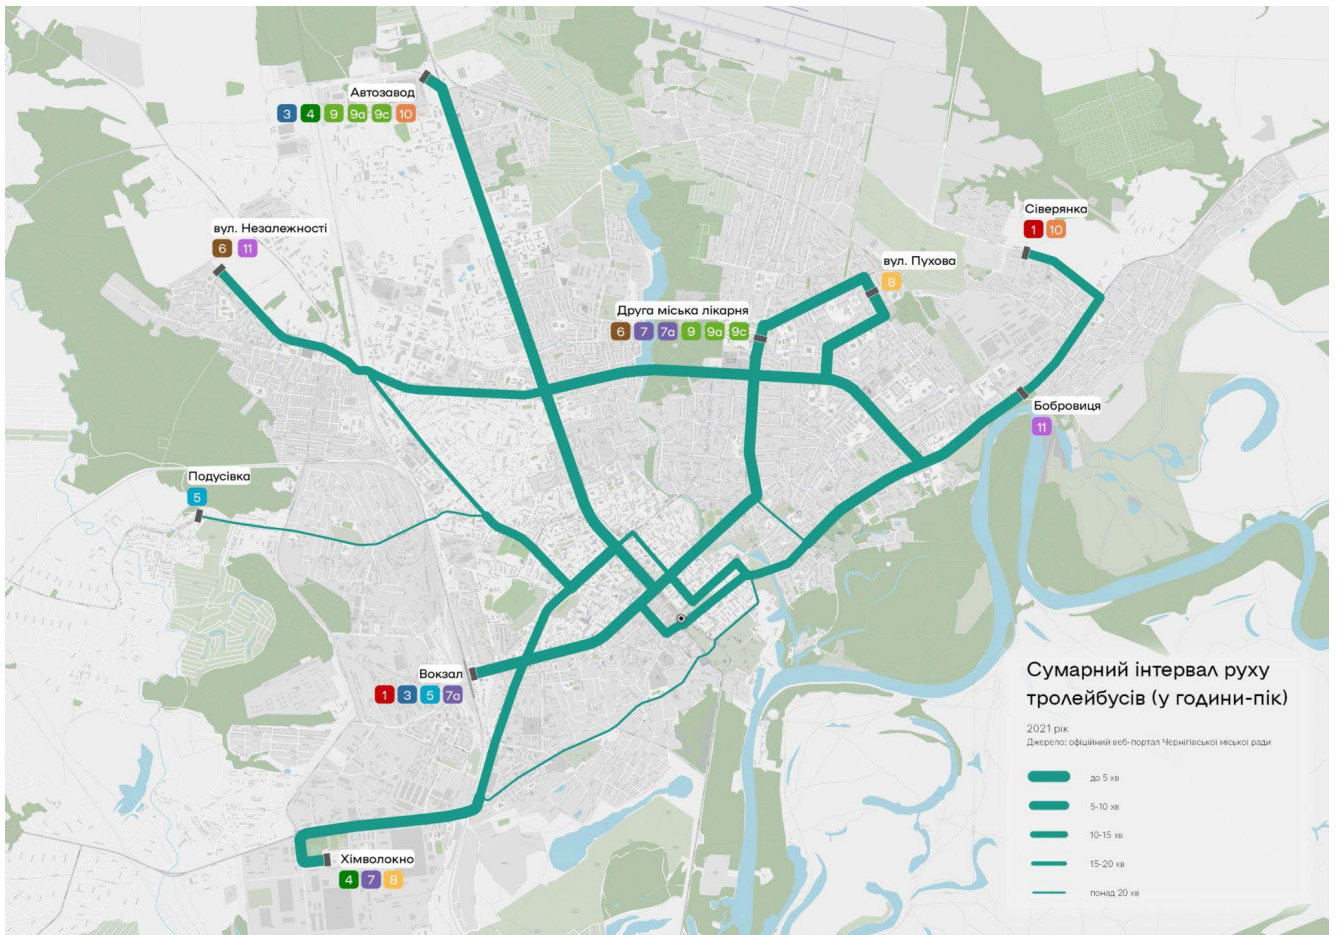 Автозавод
3 4 9 9а 9с 10
вул. Незалежності
6 11
Сіверянка
1 10
вул. Пухова
8
Друга міська лікарня
6 7 7а 9 9а 9с
Бобровиця
11
Подусівка
5
Вокзал
1 3 5 7а
Хімволокно
4 7 8
Сумарний інтервал руху
тролейбусів (у години-пік)
2021 рік
Джерело: офіційний веб-портал Чернігівської міської ради
до 5 хв
5-10 хв
10-15 хв
15-20 хв
понад 20 хв